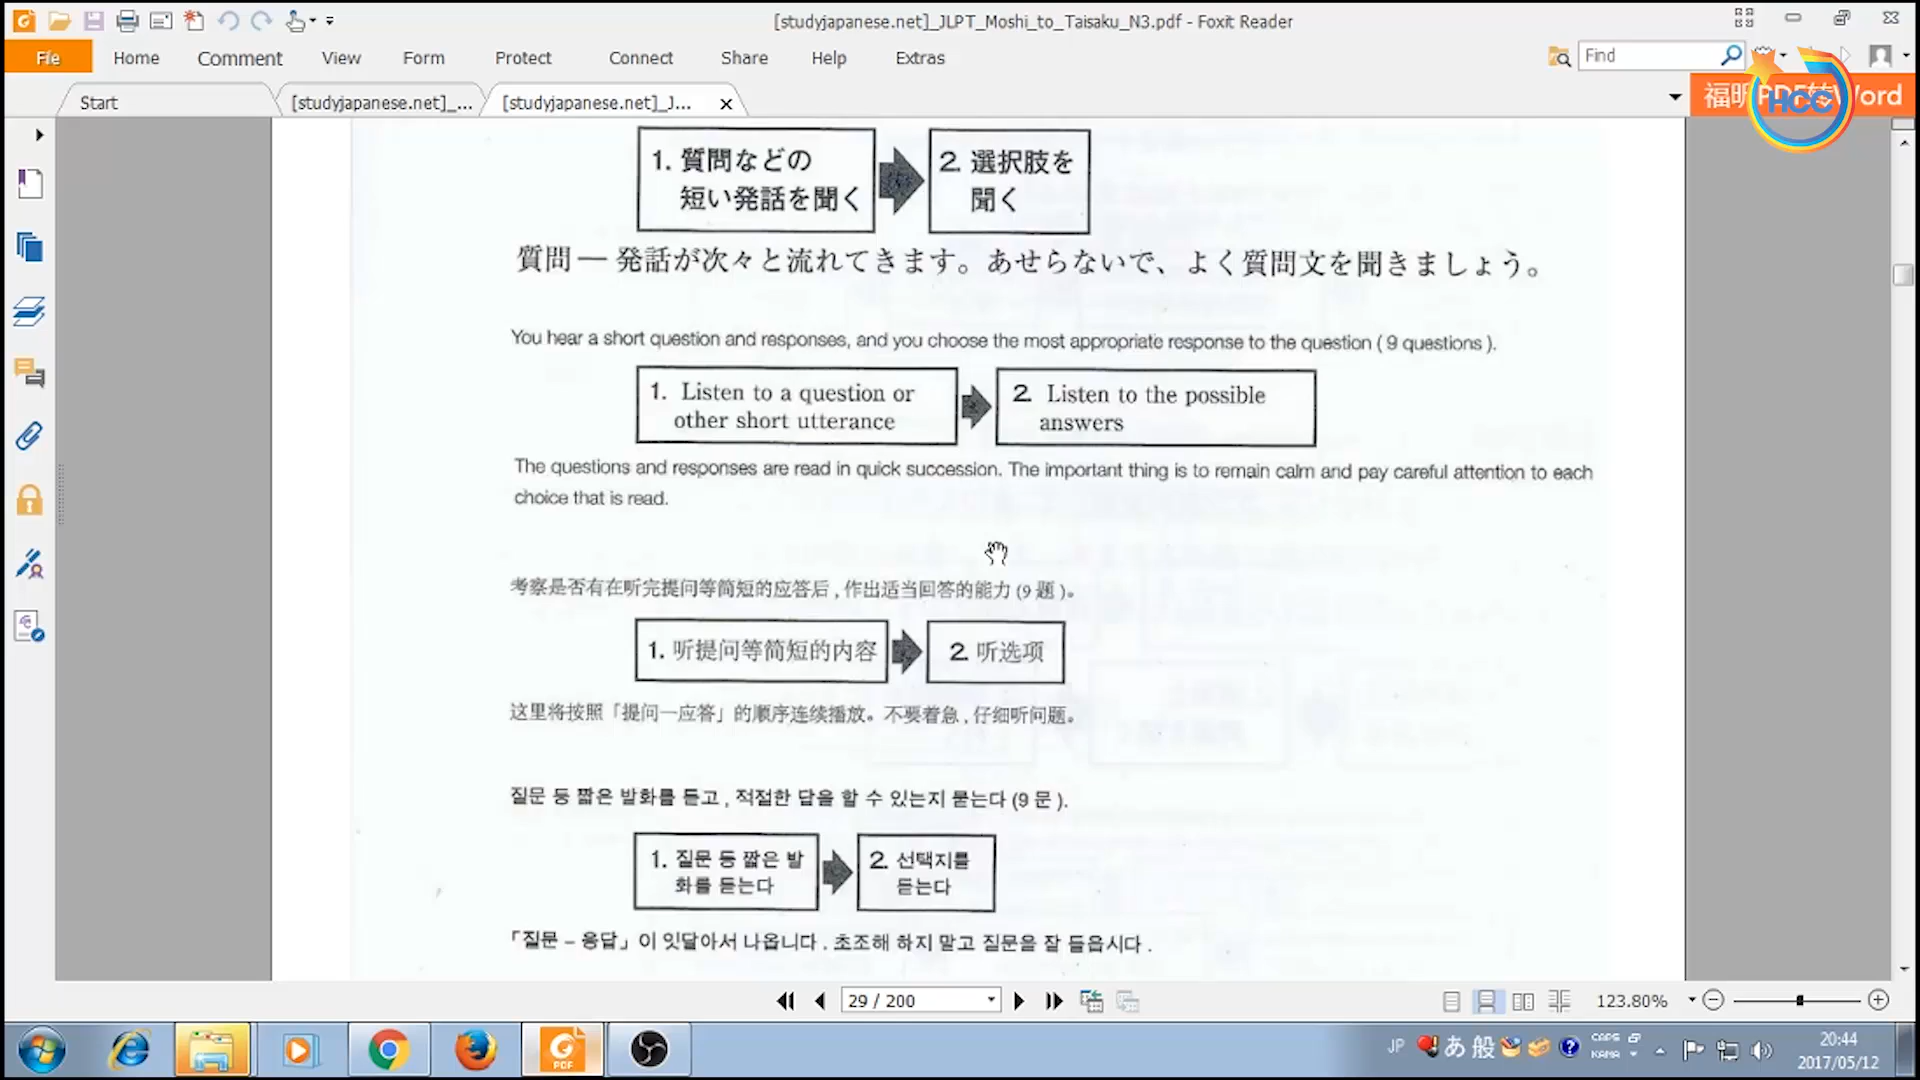 [studyjapanese.net]_JLPT_Moshi_to_Taisaku_N3.pdf - Foxit Reader
File Home Comment View Form Protect Connect Share Help Extras
Find
Start
[studyjapanese.net]_...
[studyjapanese.net]_J...
HCC
1. 質問などの
短い発話を聞く
2. 選択肢を
聞く
質問 ― 発話が次々と流れてきます。あせらないで、よく質問文を聞きましょう。
You hear a short question and responses, and you choose the most appropriate response to the question ( 9 questions ).
1. Listen to a question or
other short utterance
2. Listen to the possible
answers
The questions and responses are read in quick succession. The important thing is to remain calm and pay careful attention to each
choice that is read.
考察是否有在听完提问等简短的应答后，作出适当回答的能力 (9 题 )。
1. 听提问等简短的内容
2. 听选项
这里将按照「提问一应答」的顺序连续播放。不要着急，仔细听问题。
질문 등 짧은 발화를 듣고 , 적절한 답을 할 수 있는지 묻는다 (9 문 ).
1. 질문 등 짧은 발
화를 듣는다
2. 선택지를
듣는다
「질문 – 응답」이 잇달아서 나옵니다 . 초조해 하지 말고 질문을 잘 들읍시다 .
29 / 200
123.80%
PDF
JP あ 般
CAPS
KANA
20:44
2017/05/12